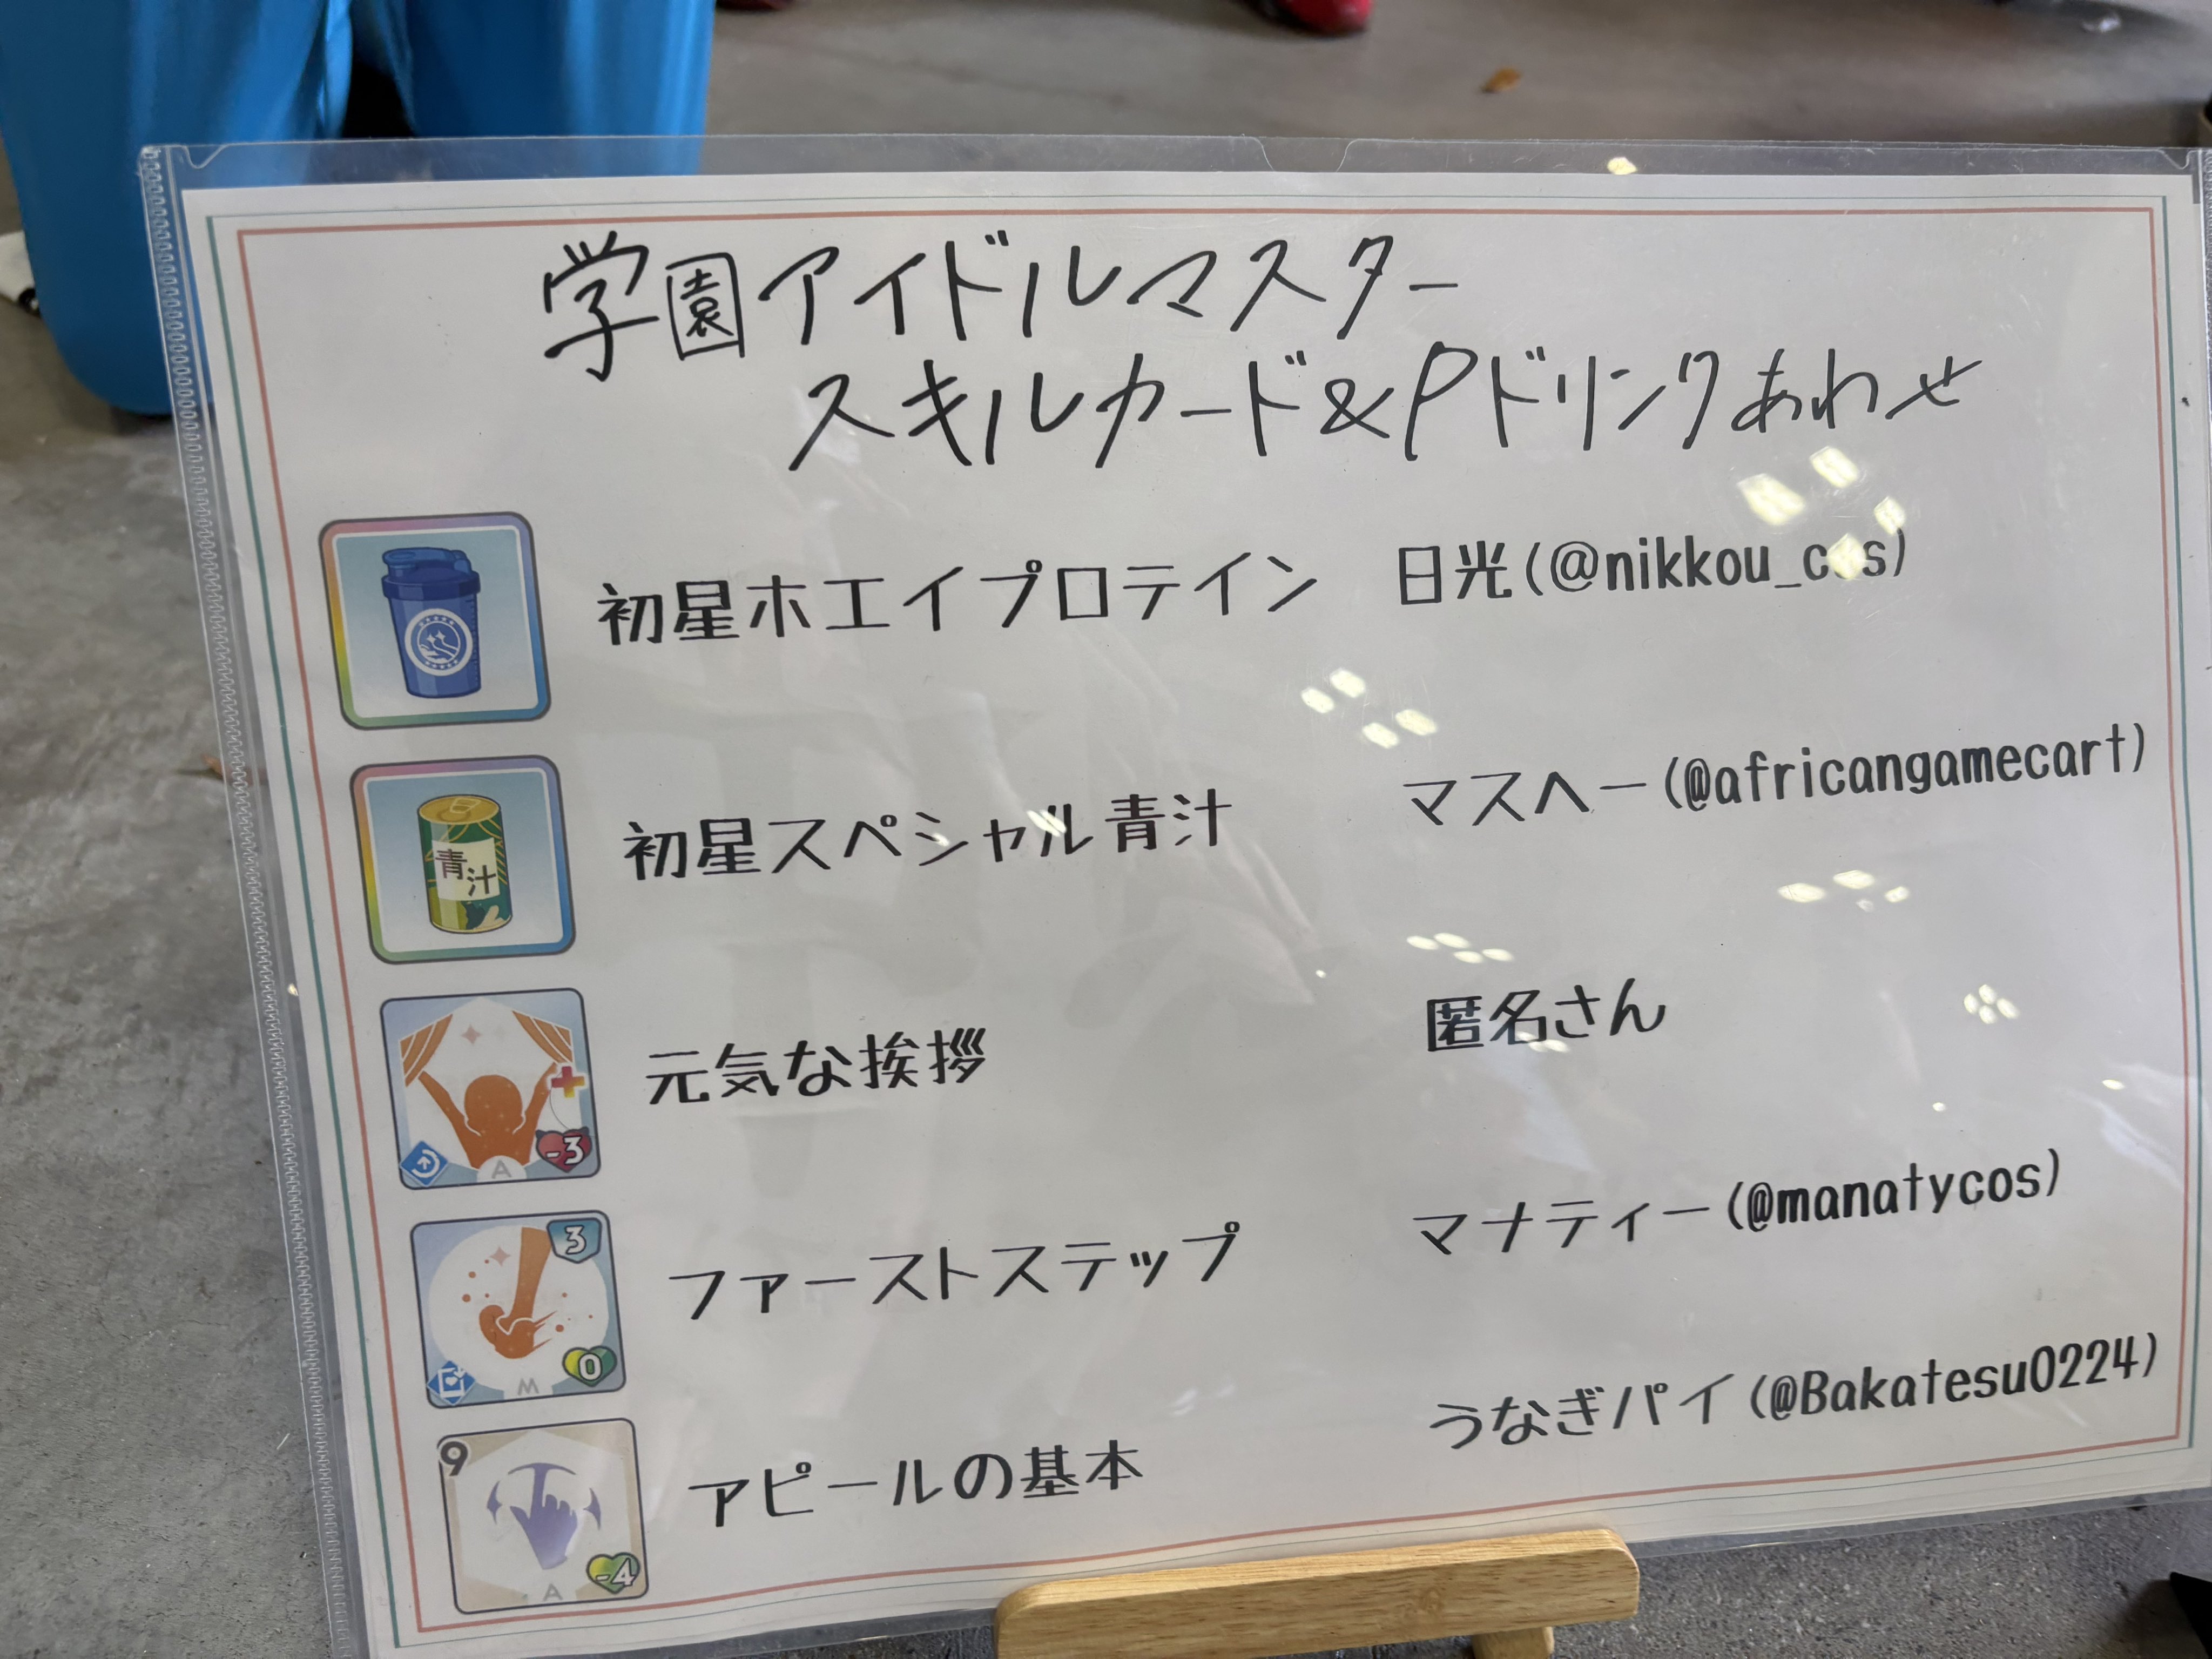 学園アイドルマスター
スキルカード&Pドリンクあわせ
初星ホエイプロテイン 日光(@nikkou_cos)
青汁
初星スペシャル青汁 マスヘー(@africangamecart)
元気な挨拶 匿名さん
-3
A
3
ファーストステップ マナティー(@manatycos)
0
M
9
アピールの基本 うなぎパイ(@Bakatesu0224)
-4
A